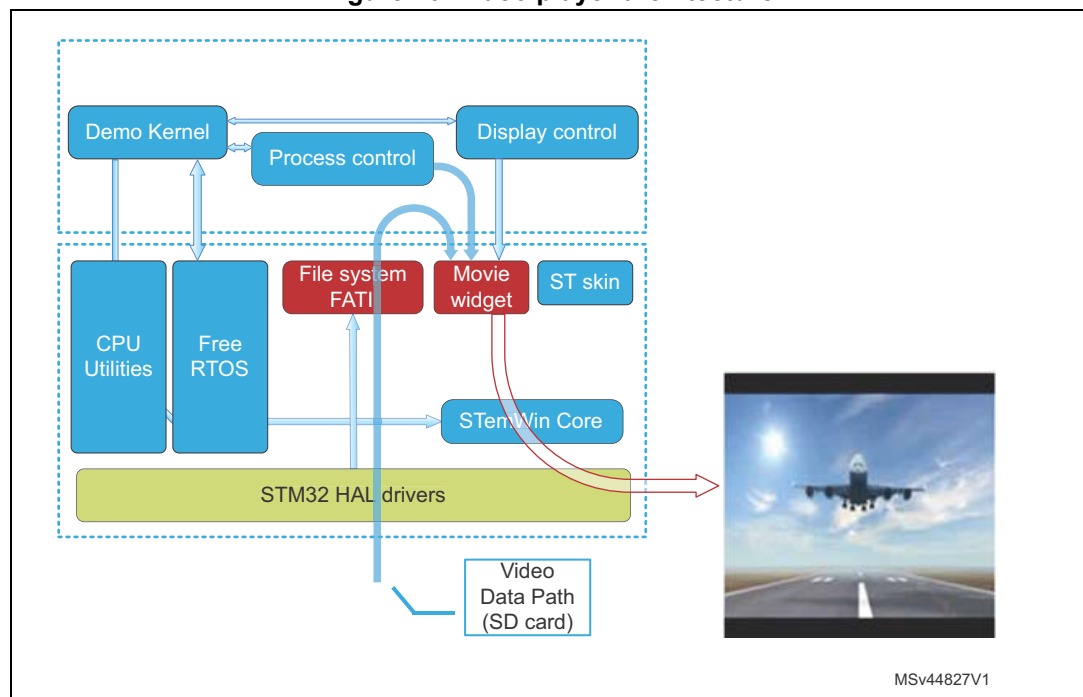 Demo Kernel
Display control
Process control
File system
FATI
Movie
widget
ST skin
CPU
Utilities
Free
RTOS
STemWin Core
STM32 HAL drivers
Video
Data Path
(SD card)
MSv44827V1